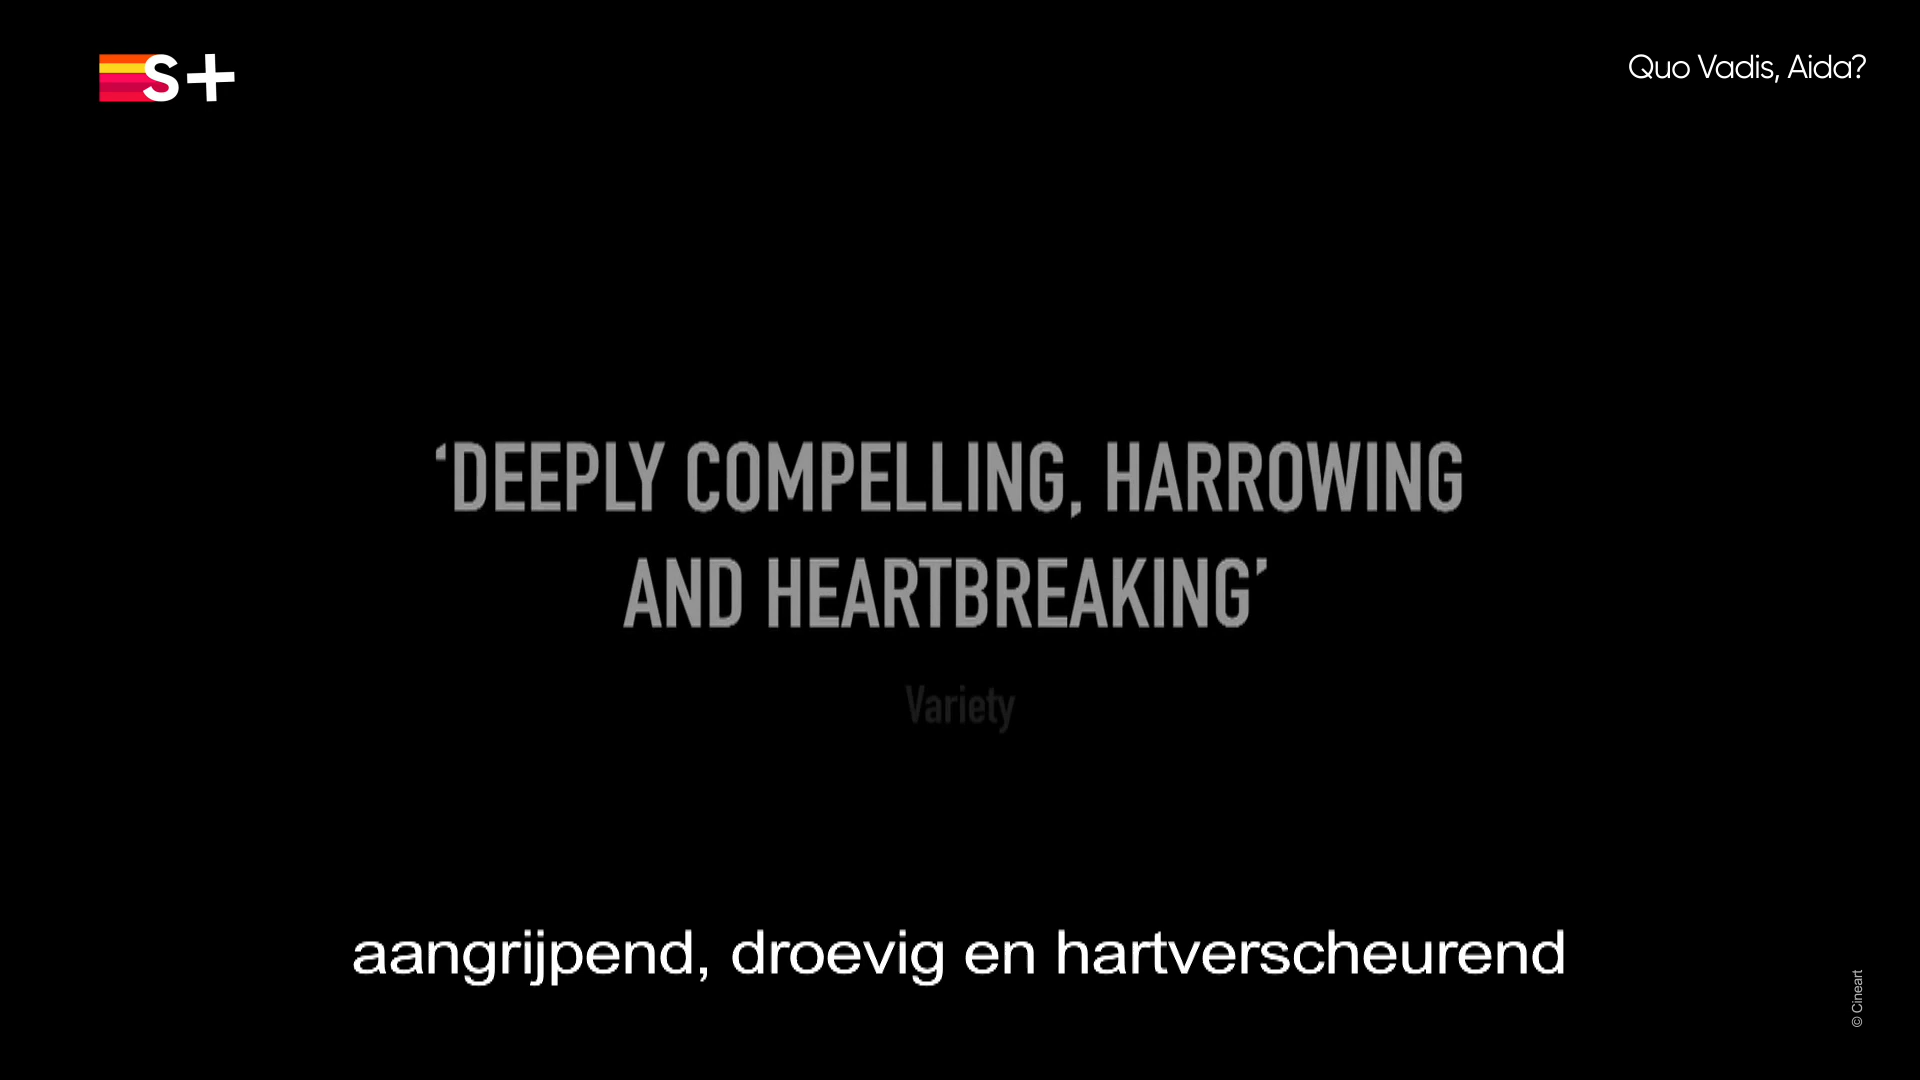 S+
Quo Vadis, Aida?
‘DEEPLY COMPELLING, HARROWING
AND HEARTBREAKING’
Variety
aangrijpend, droevig en hartverscheurend
© Cineart